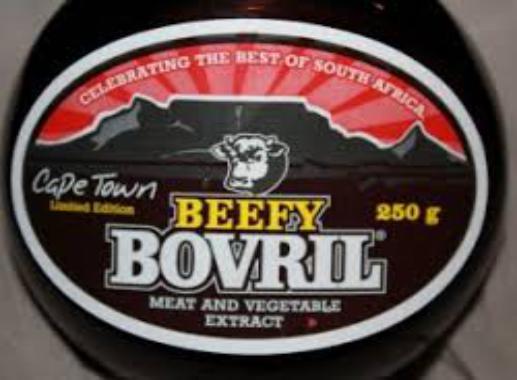 CELEBRATING THE BEST OF SOUTH AFRICA
Cape Town
Limited Edition
BEEFY
250 g
BOVRIL®
MEAT AND VEGETABLE
EXTRACT